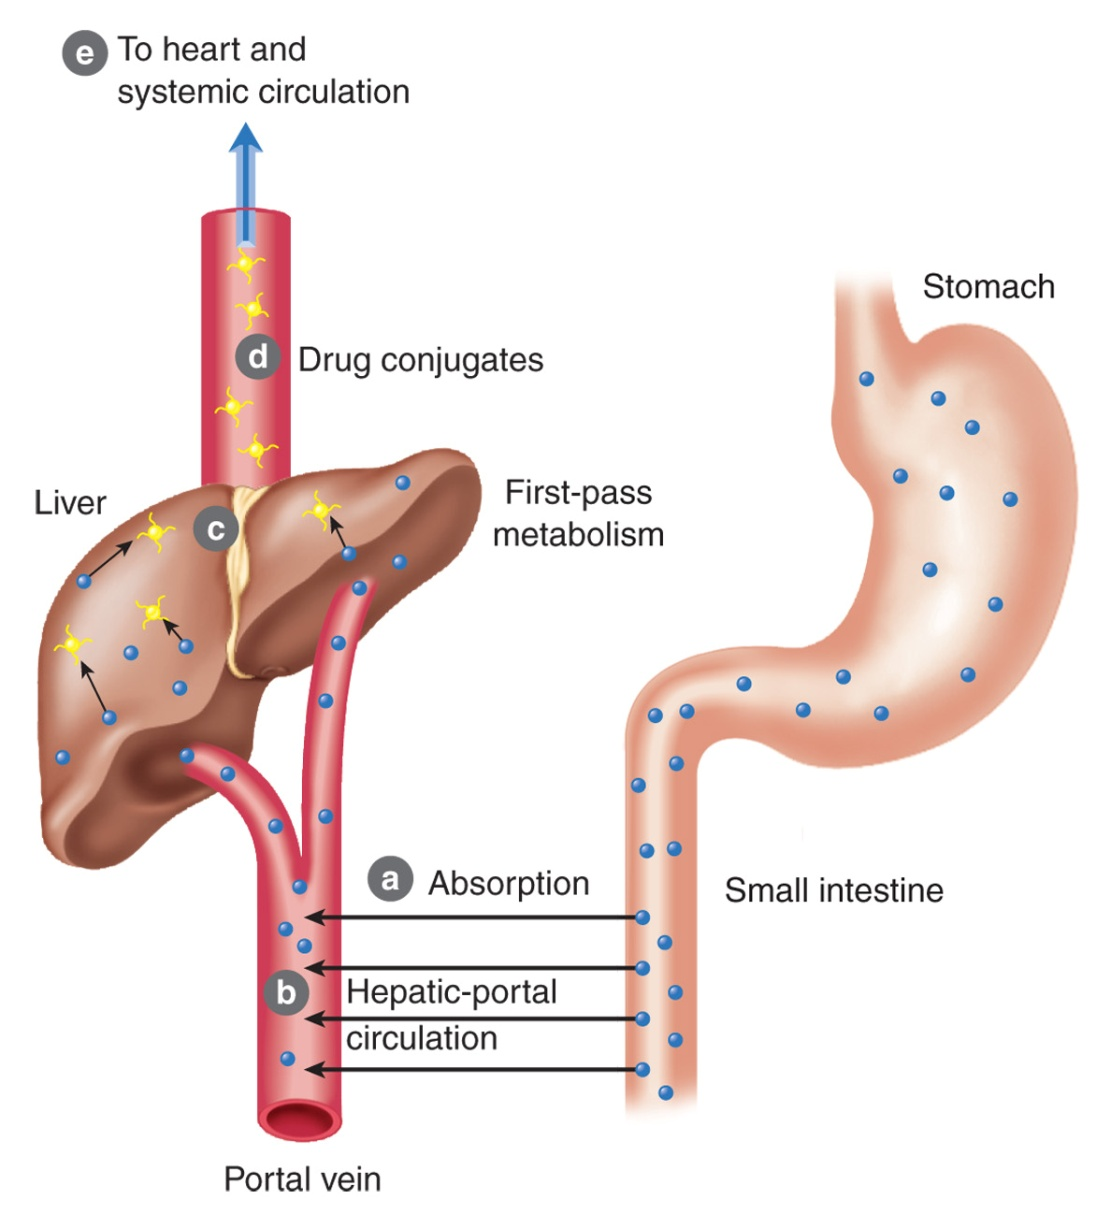 e To heart and
systemic circulation
Stomach
d Drug conjugates
Liver
c
First-pass
metabolism
a Absorption
Small intestine
b Hepatic-portal
circulation
Portal vein